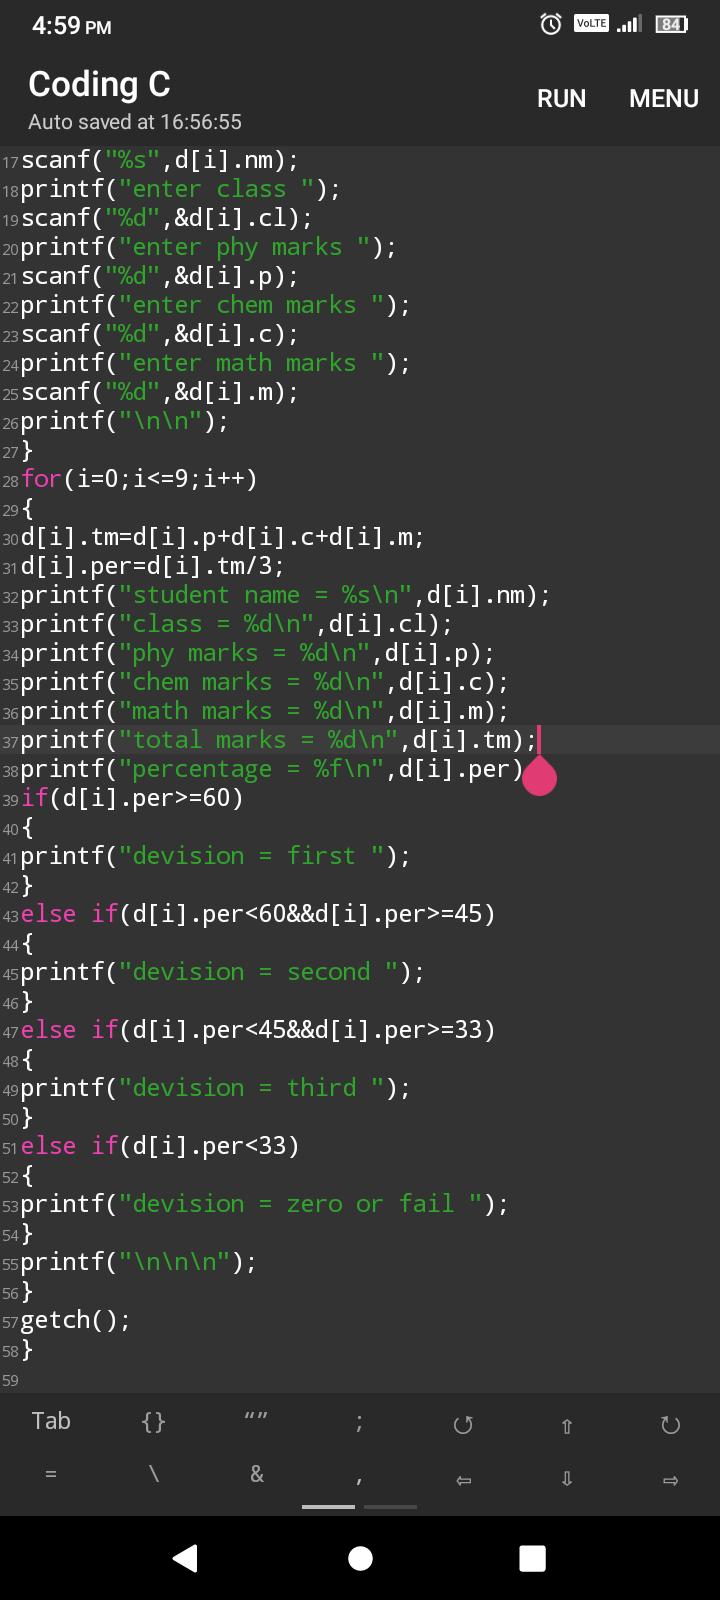 4:59 PM
VoLTE
84
Coding C
RUN
MENU
Auto saved at 16:56:55
17 scanf("%s",d[i].nm);
18 printf("enter class ");
19 scanf("%d",&d[i].cl);
20 printf("enter phy marks ");
21 scanf("%d",&d[i].p);
22 printf("enter chem marks ");
23 scanf("%d",&d[i].c);
24 printf("enter math marks ");
25 scanf("%d",&d[i].m);
26 printf("\n\n");
27 }
28 for(i=0;i<=9;i++)
29 {
30 d[i].tm=d[i].p+d[i].c+d[i].m;
31 d[i].per=d[i].tm/3;
32 printf("student name = %s\n",d[i].nm);
33 printf("class = %d\n",d[i].cl);
34 printf("phy marks = %d\n",d[i].p);
35 printf("chem marks = %d\n",d[i].c);
36 printf("math marks = %d\n",d[i].m);
37 printf("total marks = %d\n",d[i].tm);
38 printf("percentage = %f\n",d[i].per)
39 if(d[i].per>=60)
40 {
41 printf("devision = first ");
42 }
43 else if(d[i].per<60&&d[i].per>=45)
44 {
45 printf("devision = second ");
46 }
47 else if(d[i].per<45&&d[i].per>=33)
48 {
49 printf("devision = third ");
50 }
51 else if(d[i].per<33)
52 {
53 printf("devision = zero or fail ");
54 }
55 printf("\n\n\n");
56 }
57 getch();
58 }
59
Tab {} “” ; ↺ ⇧ ↻
= \ & , ⇦ ⇩ ⇨